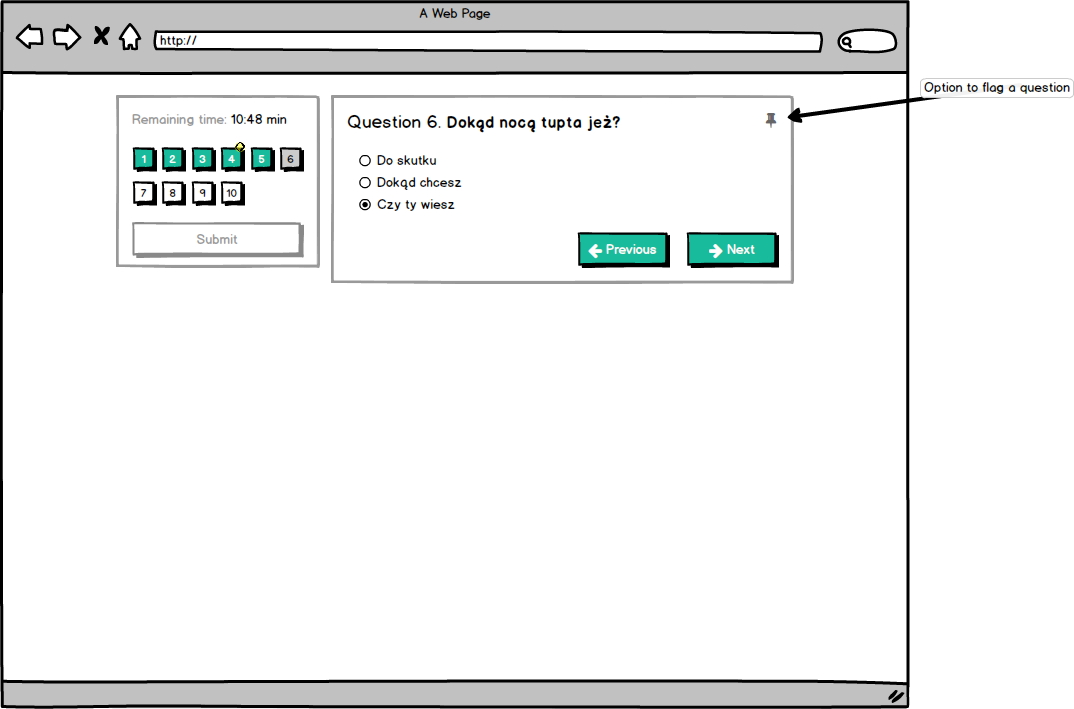 A Web Page
http://
Option to flag a question
Remaining time: 10:48 min
1 2 3 4 5 6
7 8 9 10
Submit
Question 6. Dokąd nocą tupta jeż?
Do skutku
Dokąd chcesz
Czy ty wiesz
Previous
Next